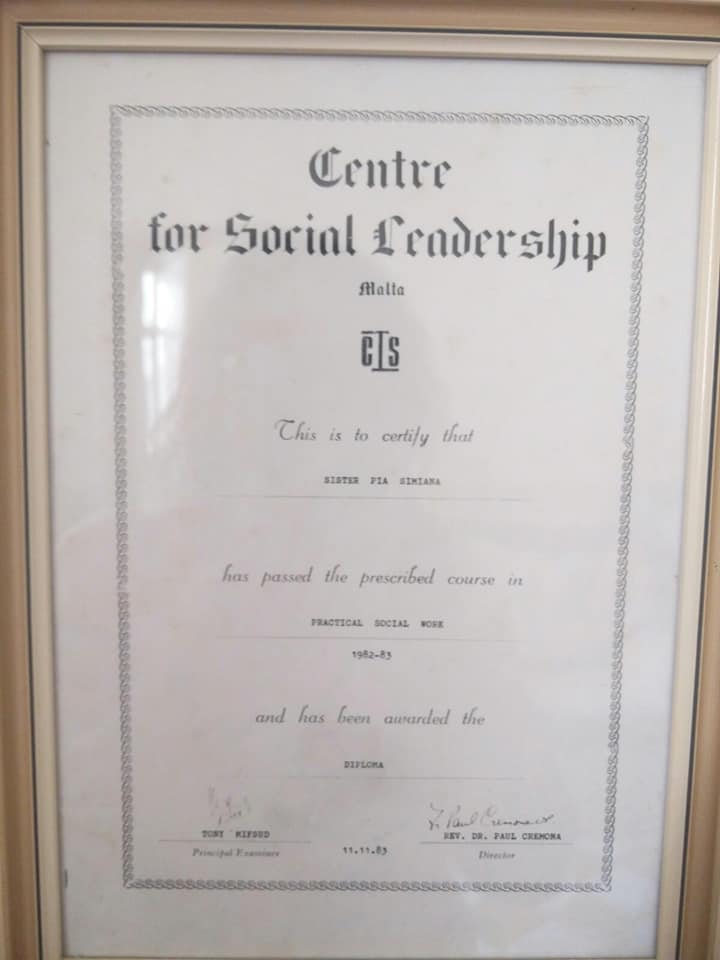 Centre
for Social Leadership
Malta
CLS
This is to certify that
SISTER PIA SIMIANA
has passed the prescribed course in
PRACTICAL SOCIAL WORK
1982-83
and has been awarded the
DIPLOMA
F. Paul Cremona
TONY MIFSUD
REV. DR. PAUL CREMONA
Principal Examiner
11.11.83
Director